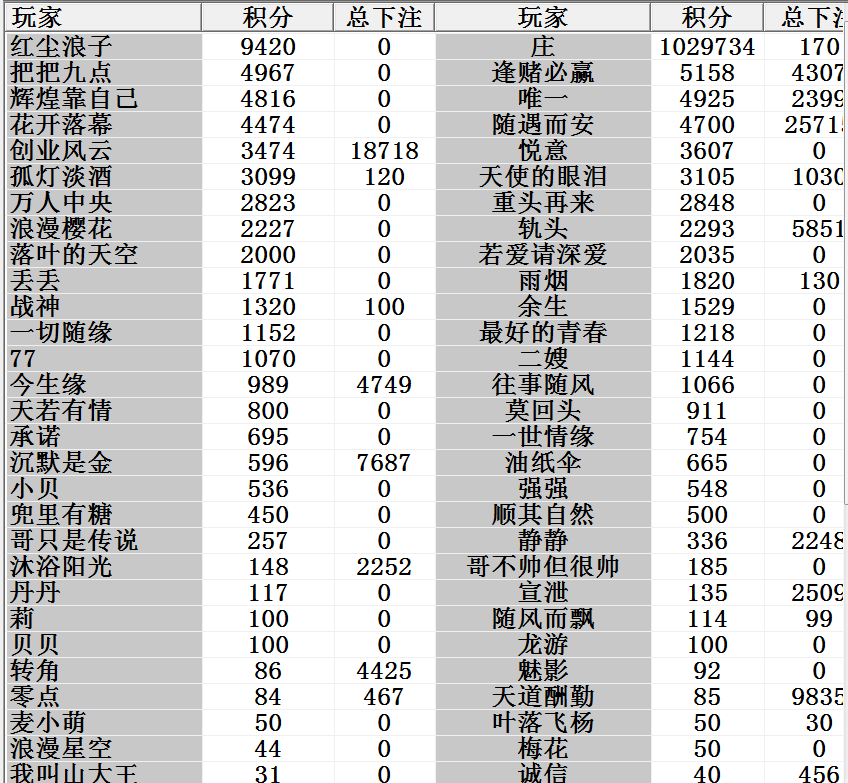 玩家 积分 总下注 玩家 积分 总下
红尘浪子 9420 0 庄 1029734 170
把把九点 4967 0 逢赌必赢 5158 4307
辉煌靠自己 4816 0 唯一 4925 2399
花开落幕 4474 0 随遇而安 4700 2571
创业风云 3474 18718 悦意 3607 0
孤灯淡酒 3099 120 天使的眼泪 3105 1030
万人中央 2823 0 重头再来 2848 0
浪漫樱花 2227 0 轨头 2293 5851
落叶的天空 2000 0 若爱请深爱 2035 0
丢丢 1771 0 雨烟 1820 130
战神 1320 100 余生 1529 0
一切随缘 1152 0 最好的青春 1218 0
77 1070 0 二嫂 1144 0
今生缘 989 4749 往事随风 1066 0
天若有情 800 0 莫回头 911 0
承诺 695 0 一世情缘 754 0
沉默是金 596 7687 油纸伞 665 0
小贝 536 0 强强 548 0
兜里有糖 450 0 顺其自然 500 0
哥只是传说 257 0 静静 336 2248
沐浴阳光 148 2252 哥不帅但很帅 185 0
丹丹 117 0 宣泄 135 2509
莉 100 0 随风而飘 114 99
贝贝 100 0 龙游 100 0
转角 86 4425 魅影 92 0
零点 84 467 天道酬勤 85 9835
麦小萌 50 0 叶落飞杨 50 30
浪漫星空 44 0 梅花 50 0
我叫山大王 31 0 诚信 40 456